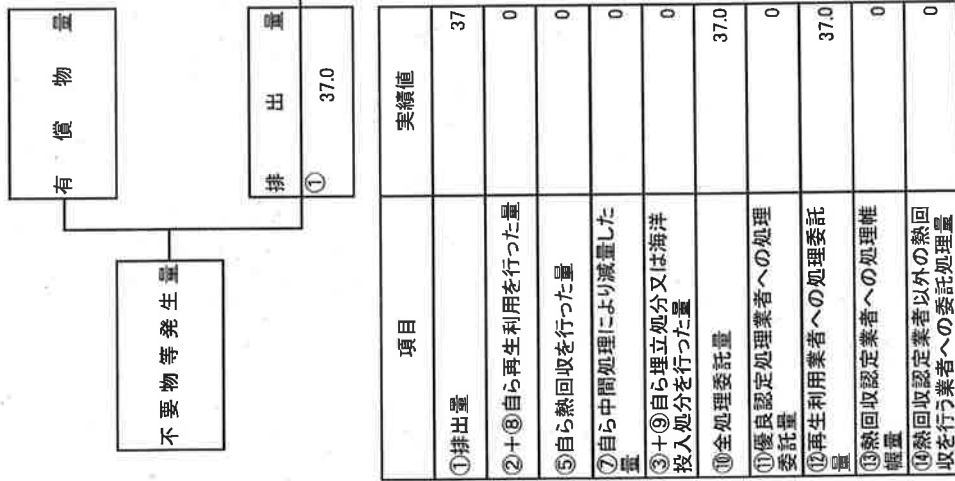 有償物量
不要物等発生量
排出量
①
37.0
項目 実績値
①排出量 37
②+⑧自ら再生利用を行った量 0
⑤自ら熱回収を行った量 0
⑦自ら中間処理により減量した
量 0
③+⑨自ら埋立処分又は海洋
投入処分を行った量 0
⑩全処理委託量 37.0
⑪優良認定処理業者への処理
委託量 0
⑫再生利用業者への処理委託
量 37.0
⑬熱回収認定業者への処理帷
幄量 0
⑭熱回収認定業者以外の熱回
収を行う業者への委託処理量 0